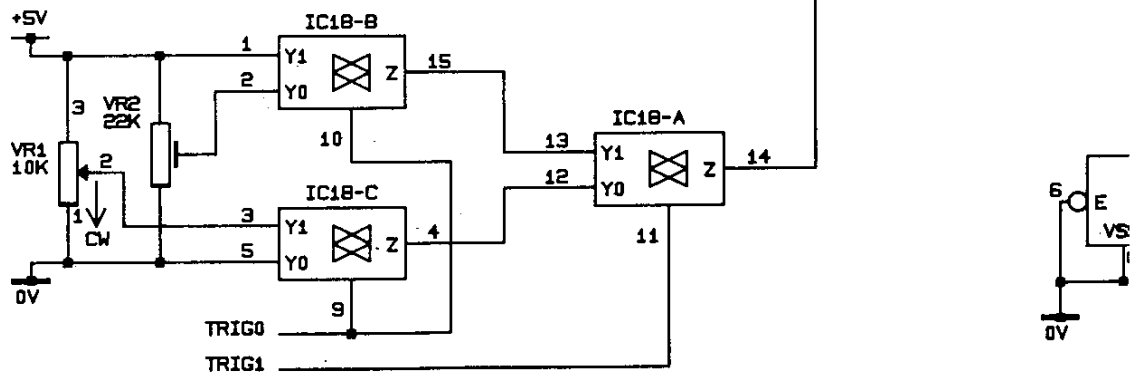 +5V
IC18-B
1
Y1
Z
15
2
Y0
3
VR2
22K
10
IC18-A
13
Y1
Z
14
VR1
10K
2
12
Y0
IC18-C
6
E
1
3
Y1
Z
4
11
CW
5
Y0
VS
0V
9
TRIG0
0V
TRIG1